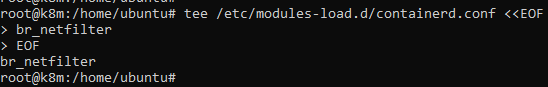 root@k8m:/home/ubuntu# tee /etc/modules-load.d/containerd.conf <<EOF
> br_netfilter
> EOF
br_netfilter
root@k8m:/home/ubuntu#